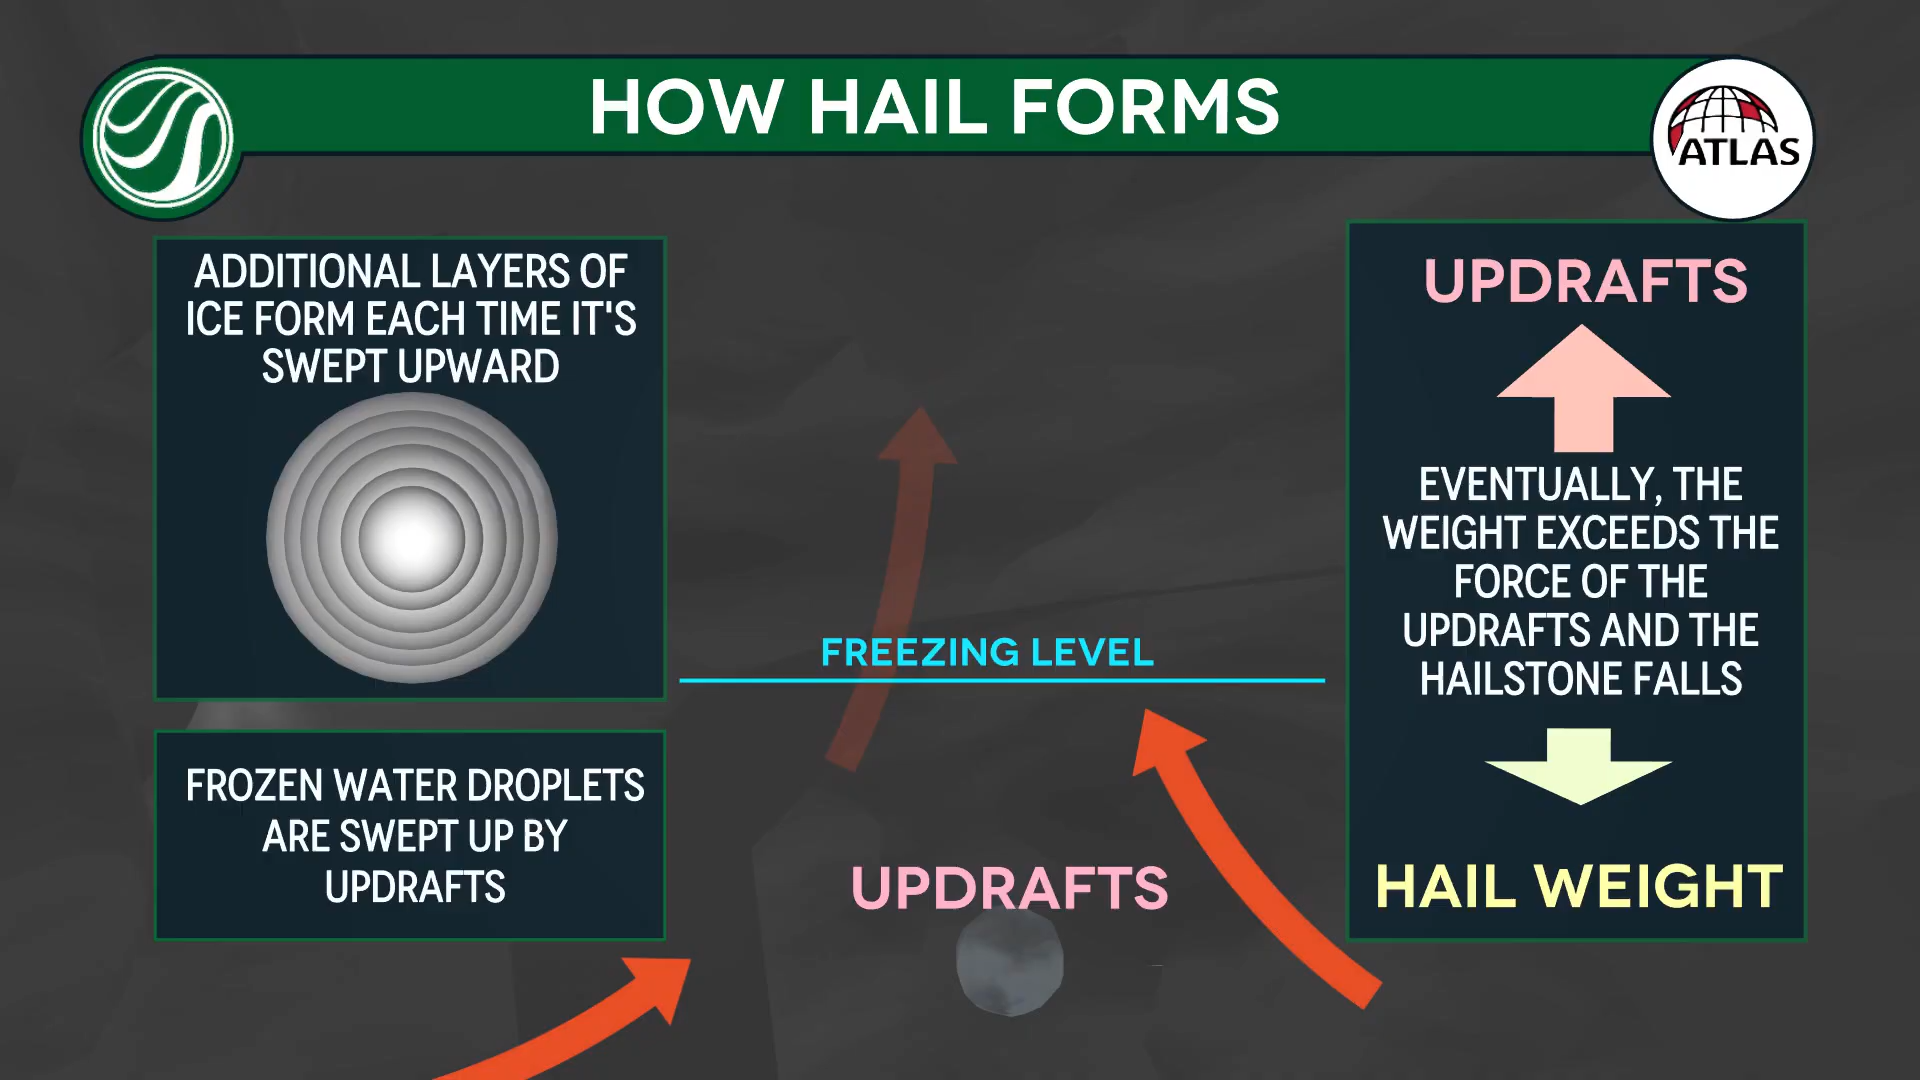 HOW HAIL FORMS
ATLAS
ADDITIONAL LAYERS OF
ICE FORM EACH TIME IT'S
SWEPT UPWARD
FROZEN WATER DROPLETS
ARE SWEPT UP BY
UPDRAFTS
FREEZING LEVEL
UPDRAFTS
UPDRAFTS
EVENTUALLY, THE
WEIGHT EXCEEDS THE
FORCE OF THE
UPDRAFTS AND THE
HAILSTONE FALLS
HAIL WEIGHT